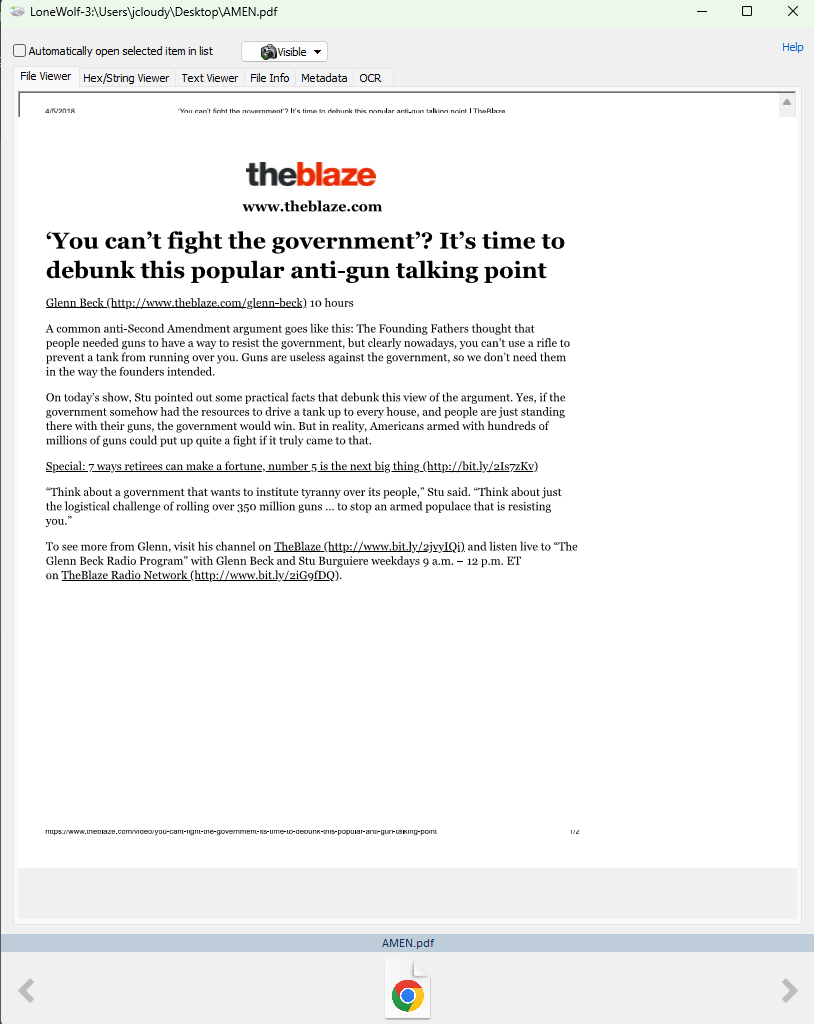 LoneWolf-3:\Users\jcloudy\Desktop\AMEN.pdf
Automatically open selected item in list
Visible
Help
File Viewer Hex/String Viewer Text Viewer File Info Metadata OCR
4/5/2018 'You can't fight the government'? It's time to debunk this popular anti-gun talking point | TheBlaze
theblaze
www.theblaze.com
‘You can’t fight the government’? It’s time to
debunk this popular anti-gun talking point
Glenn Beck (http://www.theblaze.com/glenn-beck) 10 hours
A common anti-Second Amendment argument goes like this: The Founding Fathers thought that
people needed guns to have a way to resist the government, but clearly nowadays, you can’t use a rifle to
prevent a tank from running over you. Guns are useless against the government, so we don’t need them
in the way the founders intended.
On today’s show, Stu pointed out some practical facts that debunk this view of the argument. Yes, if the
government somehow had the resources to drive a tank up to every house, and people are just standing
there with their guns, the government would win. But in reality, Americans armed with hundreds of
millions of guns could put up quite a fight if it truly came to that.
Special: 7 ways retirees can make a fortune, number 5 is the next big thing (http://bit.ly/2Is7zKv)
“Think about a government that wants to institute tyranny over its people,” Stu said. “Think about just
the logistical challenge of rolling over 350 million guns ... to stop an armed populace that is resisting
you.”
To see more from Glenn, visit his channel on TheBlaze (http://www.bit.ly/2jvyIQi) and listen live to “The
Glenn Beck Radio Program” with Glenn Beck and Stu Burguiere weekdays 9 a.m. – 12 p.m. ET
on TheBlaze Radio Network (http://www.bit.ly/2iG9fDQ).
https://www.theblaze.com/video/you-cant-fight-the-government-its-time-to-debunk-this-popular-anti-gun-talking-point 1/2
AMEN.pdf